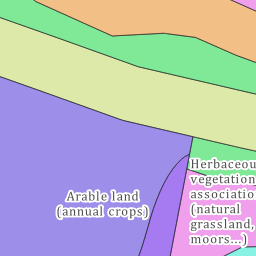 Arable land
(annual crops)
Herbaceou
vegetation
associatio
(natural
grassland,
moors...)